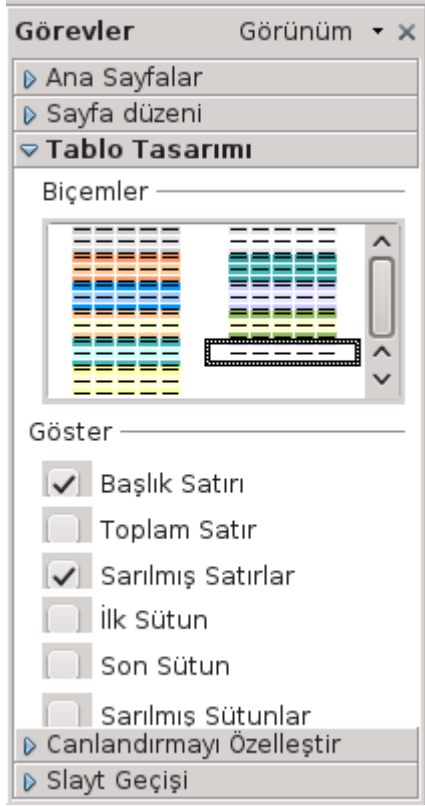 Görevler Görünüm
Ana Sayfalar
Sayfa düzeni
Tablo Tasarımı
Biçemler
Göster
Başlık Satırı
Toplam Satır
Sarılmış Satırlar
İlk Sütun
Son Sütun
Sarılmış Sütunlar
Canlandırmayı Özelleştir
Slayt Geçişi